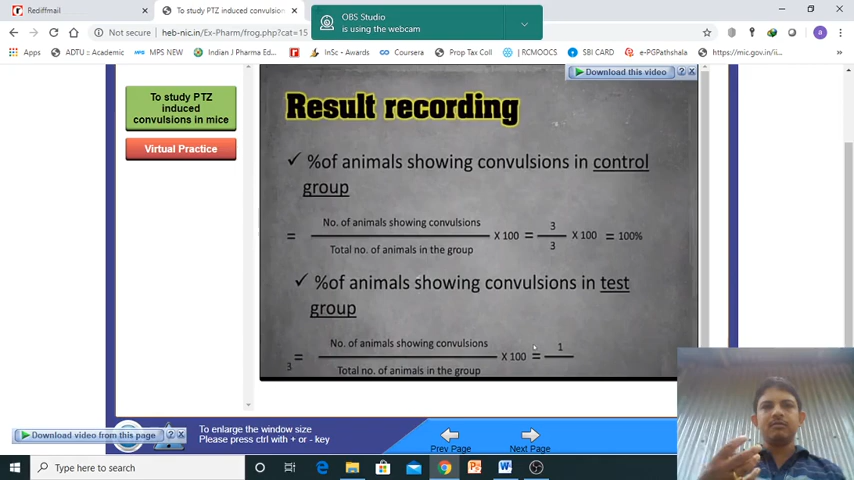 Rediffmail
To study PTZ induced convulsion
OBS Studio
is using the webcam
Not secure heb-nic.in/Ex-Pharm/frog.php?cat=15
Apps ADTU :: Academic MPS NEW Indian J Pharma Ed... InSc - Awards Coursera Prop Tax Coll RCMOOCS SBI CARD e-PGPathshala https://mic.gov.in/ii...
Download this video ? X
To study PTZ
induced
convulsions in mice
Virtual Practice
Result recording
✓ %of animals showing convulsions in control
group
= No. of animals showing convulsions
Total no. of animals in the group
X 100 = 3
3
X 100 = 100%
✓ %of animals showing convulsions in test
group
3 = No. of animals showing convulsions
Total no. of animals in the group
X 100 = 1
Download video from this page ? X
To enlarge the window size
Please press ctrl with + or - key
Prev Page
Next Page
Type here to search